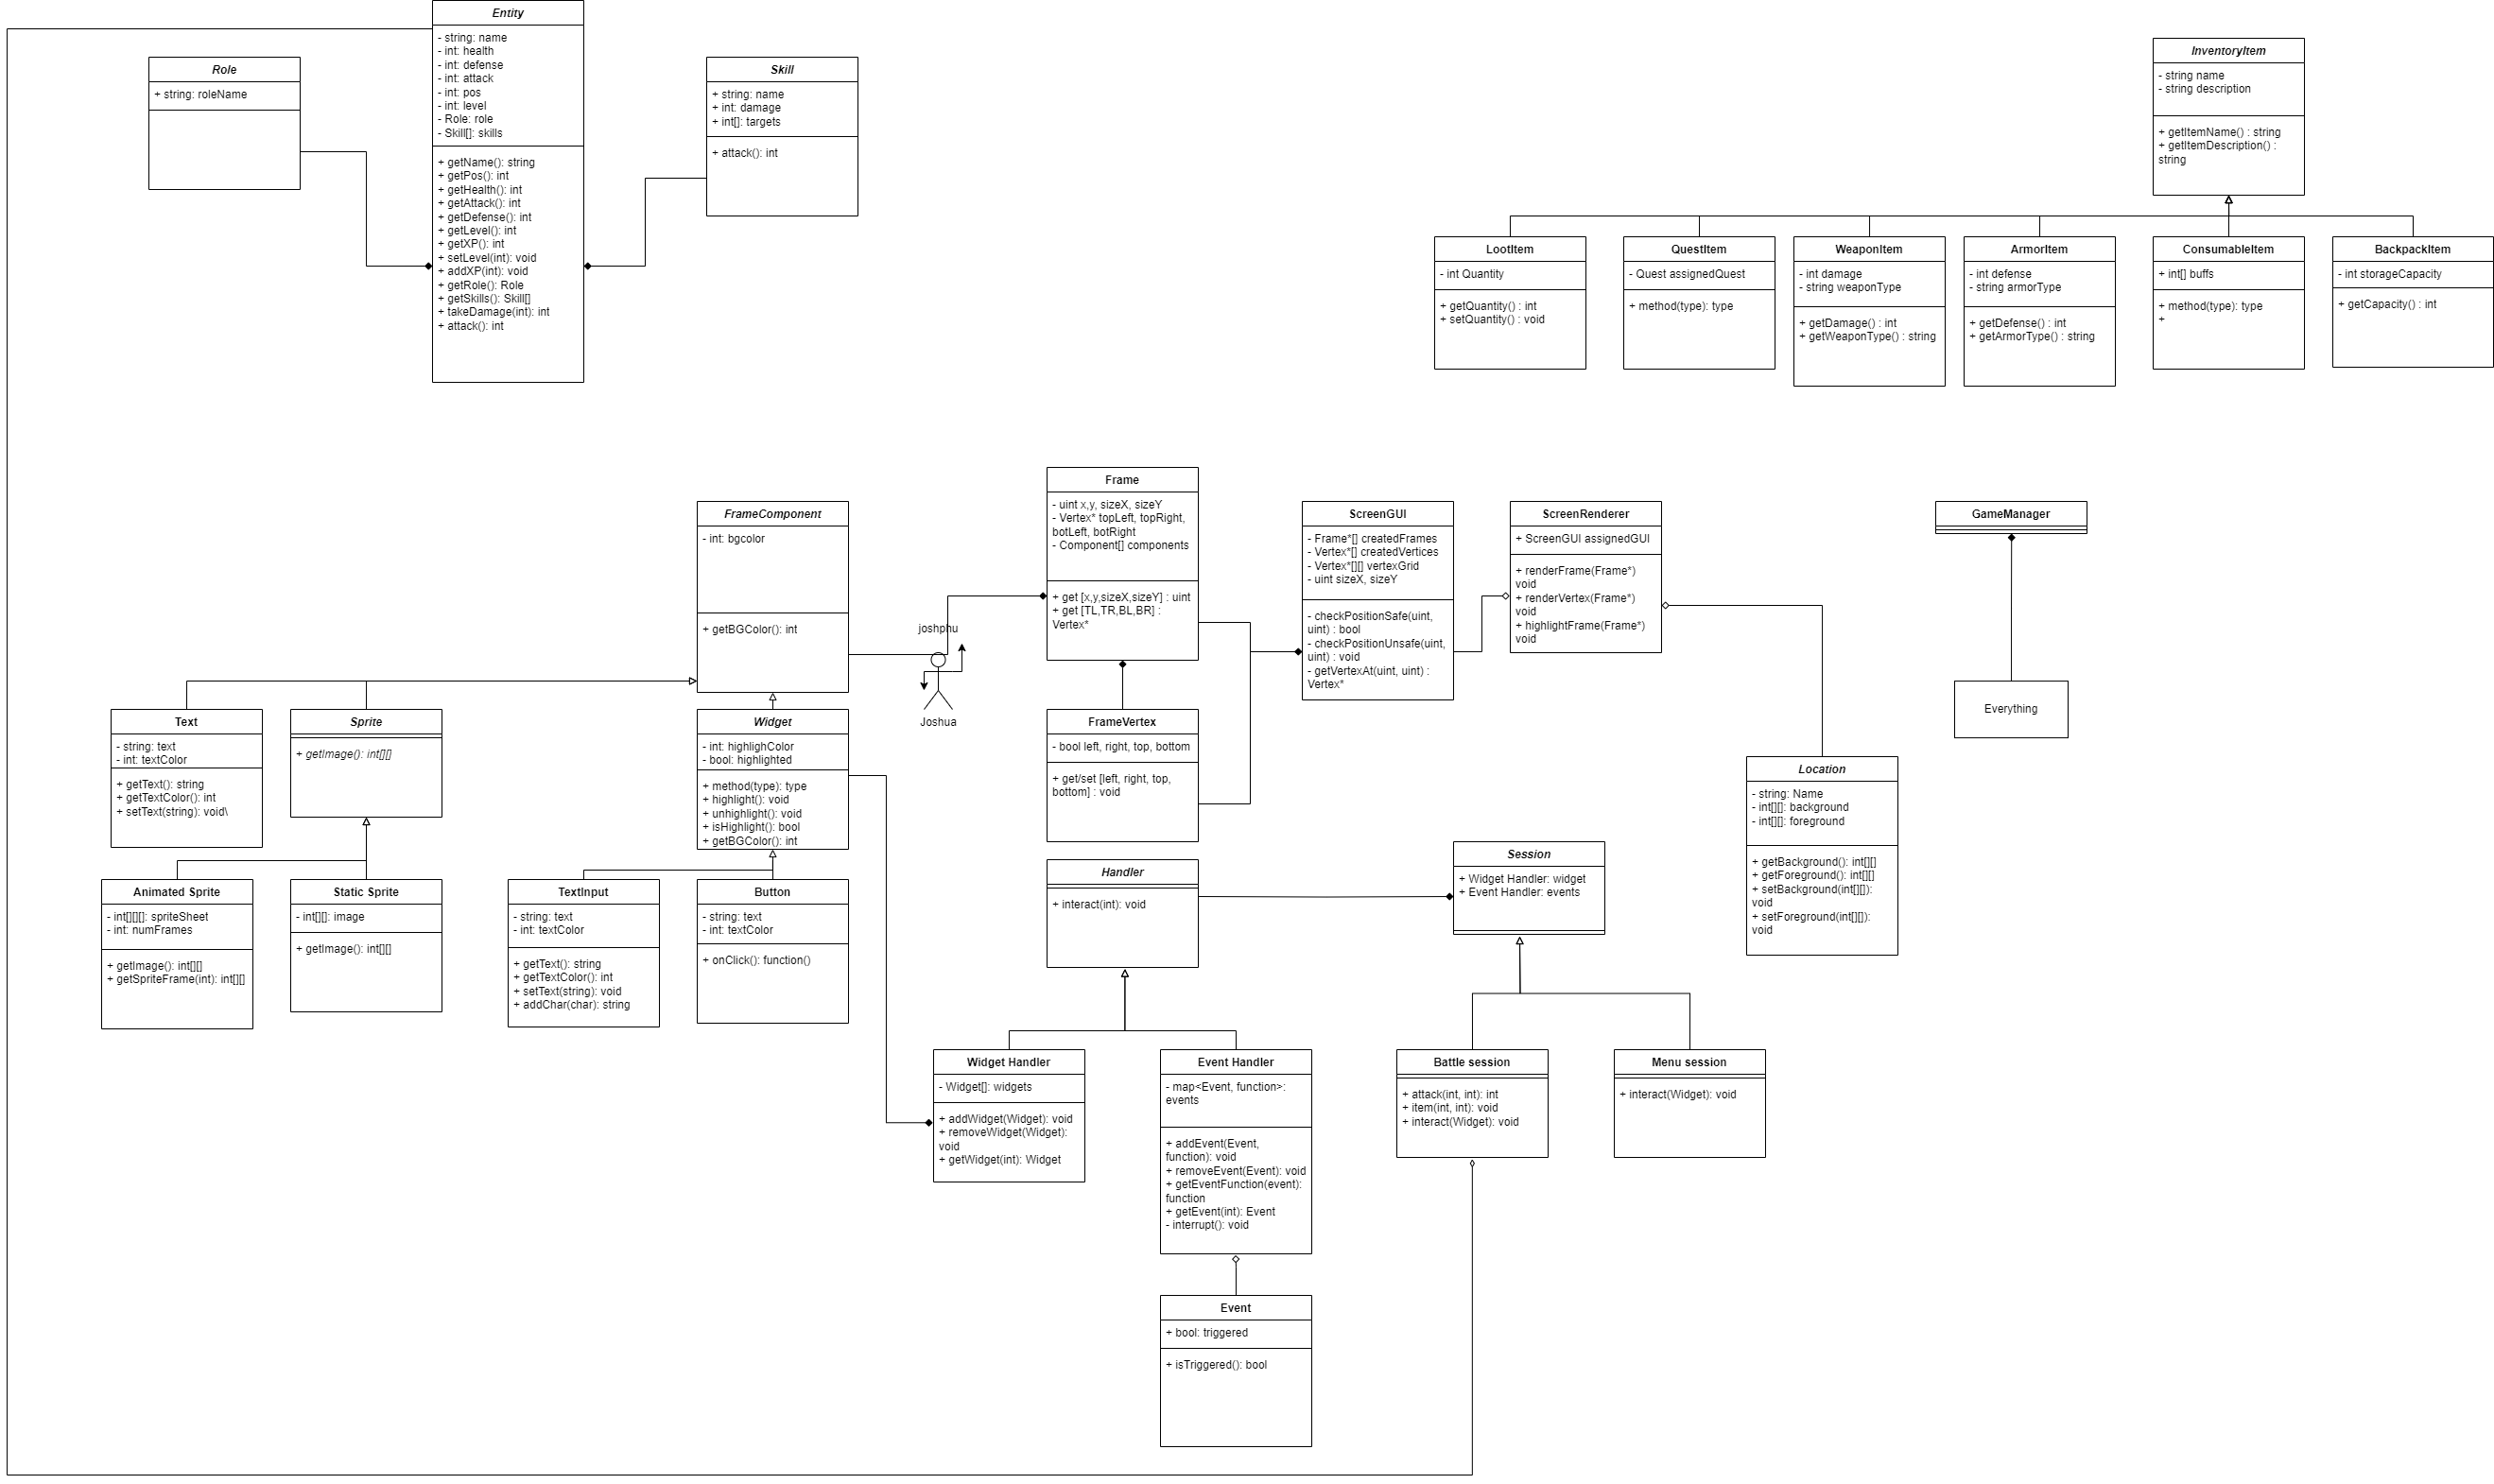 Entity
- string: name
- int: health
- int: defense
- int: attack
- int: pos
- int: level
- Role: role
- Skill[]: skills
+ getName(): string
+ getPos(): int
+ getHealth(): int
+ getAttack(): int
+ getDefense(): int
+ getLevel(): int
+ getXP(): int
+ setLevel(int): void
+ addXP(int): void
+ getRole(): Role
+ getSkills(): Skill[]
+ takeDamage(int): int
+ attack(): int
Role
+ string: roleName
Skill
+ string: name
+ int: damage
+ int[]: targets
+ attack(): int
InventoryItem
- string name
- string description
+ getItemName() : string
+ getItemDescription() :
string
LootItem
- int Quantity
+ getQuantity() : int
+ setQuantity() : void
QuestItem
- Quest assignedQuest
+ method(type): type
WeaponItem
- int damage
- string weaponType
+ getDamage() : int
+ getWeaponType() : string
ArmorItem
- int defense
- string armorType
+ getDefense() : int
+ getArmorType() : string
ConsumableItem
+ int[] buffs
+ method(type): type
+
BackpackItem
- int storageCapacity
+ getCapacity() : int
FrameComponent
- int: bgcolor
+ getBGColor(): int
joshphu
Joshua
Frame
- uint x,y, sizeX, sizeY
- Vertex* topLeft, topRight,
botLeft, botRight
- Component[] components
+ get [x,y,sizeX,sizeY] : uint
+ get [TL,TR,BL,BR] :
Vertex*
ScreenGUI
- Frame*[] createdFrames
- Vertex*[] createdVertices
- Vertex*[][] vertexGrid
- uint sizeX, sizeY
- checkPositionSafe(uint,
uint) : bool
- checkPositionUnsafe(uint,
uint) : void
- getVertexAt(uint, uint) :
Vertex*
ScreenRenderer
+ ScreenGUI assignedGUI
+ renderFrame(Frame*)
void
+ renderVertex(Frame*)
void
+ highlightFrame(Frame*)
void
GameManager
Everything
Text
- string: text
- int: textColor
+ getText(): string
+ getTextColor(): int
+ setText(string): void\
Sprite
+ getImage(): int[][]
Widget
- int: highlighColor
- bool: highlighted
+ method(type): type
+ highlight(): void
+ unhighlight(): void
+ isHighlight(): bool
+ getBGColor(): int
FrameVertex
- bool left, right, top, bottom
+ get/set [left, right, top,
bottom] : void
Location
- string: Name
- int[][]: background
- int[][]: foreground
+ getBackground(): int[][]
+ getForeground(): int[][]
+ setBackground(int[][]):
void
+ setForeground(int[][]):
void
Animated Sprite
- int[][][]: spriteSheet
- int: numFrames
+ getImage(): int[][]
+ getSpriteFrame(int): int[][]
Static Sprite
- int[][]: image
+ getImage(): int[][]
TextInput
- string: text
- int: textColor
+ getText(): string
+ getTextColor(): int
+ setText(string): void
+ addChar(char): string
Button
- string: text
- int: textColor
+ onClick(): function()
Handler
+ interact(int): void
Session
+ Widget Handler: widget
+ Event Handler: events
Widget Handler
- Widget[]: widgets
+ addWidget(Widget): void
+ removeWidget(Widget):
void
+ getWidget(int): Widget
Event Handler
- map<Event, function>:
events
+ addEvent(Event,
function): void
+ removeEvent(Event): void
+ getEventFunction(event):
function
+ getEvent(int): Event
- interrupt(): void
Battle session
+ attack(int, int): int
+ item(int, int): void
+ interact(Widget): void
Menu session
+ interact(Widget): void
Event
+ bool: triggered
+ isTriggered(): bool